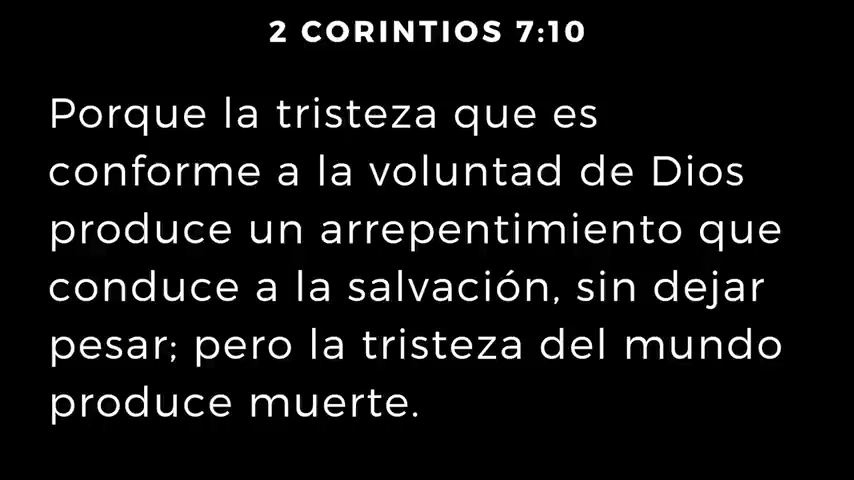 2 CORINTIOS 7:10
Porque la tristeza que es
conforme a la voluntad de Dios
produce un arrepentimiento que
conduce a la salvación, sin dejar
pesar; pero la tristeza del mundo
produce muerte.